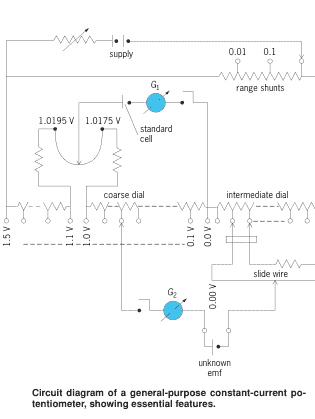 supply
0.01 0.1
range shunts
G1
1.0195 V 1.0175 V
standard
cell
coarse dial
intermediate dial
1.5 V
1.1 V
1.0 V
0.1 V
0.0 V
slide wire
0.00 V
G2
unknown
emf
Circuit diagram of a general-purpose constant-current po-
tentiometer, showing essential features.